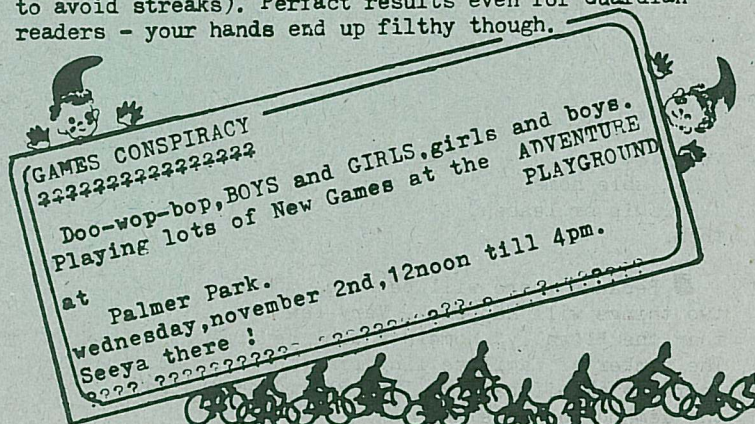 to avoid streaks). Perfact results even for Guardian
readers - your hands end up filthy though.
GAMES CONSPIRACY
????????????????
Doo-wop-bop,BOYS and GIRLS,girls and boys.
Playing lots of New Games at the ADVENTURE
PLAYGROUND
at
Palmer Park.
wednesday,november 2nd,12noon till 4pm.
Seeya there !